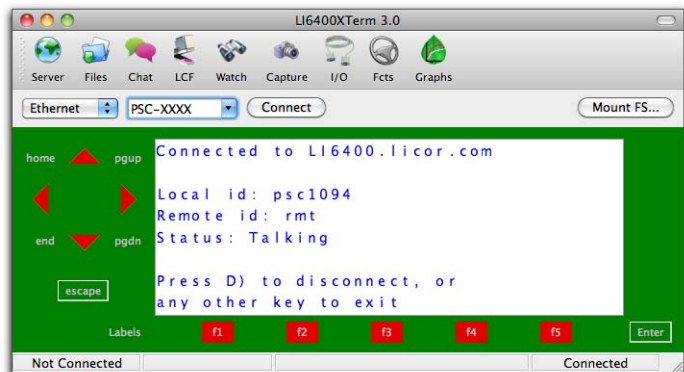 LI6400XTerm 3.0
Server Files Chat LCF Watch Capture I/O Fcts Graphs
Ethernet PSC-XXXX Connect Mount FS...
Connected to LI6400.licor.com
home pgup
Local id: psc1094
Remote id: rmt
end pgdn Status: Talking
Press D) to disconnect, or
escape
any other key to exit
Labels f1 f2 f3 f4 f5 Enter
Not Connected Connected